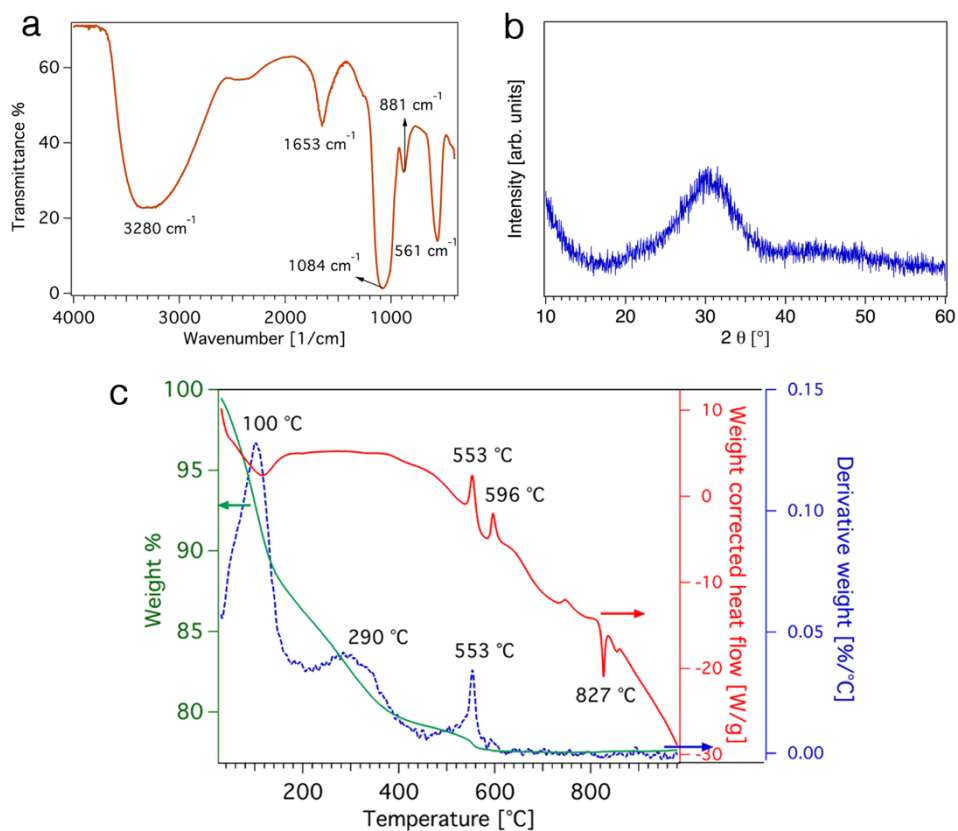 a
Transmittance %
60
40
20
0
3280 cm⁻¹
1653 cm⁻¹
881 cm⁻¹
1084 cm⁻¹
561 cm⁻¹
4000
3000
2000
1000
Wavenumber [1/cm]
b
Intensity [arb. units]
10
20
30
40
50
60
2 θ [°]
c
Weight %
100
95
90
85
80
100 °C
290 °C
553 °C
596 °C
553 °C
827 °C
200
400
600
800
Temperature [°C]
10
0
-10
-20
-30
Weight corrected heat flow [W/g]
0.15
0.10
0.05
0.00
Derivative weight [%/°C]